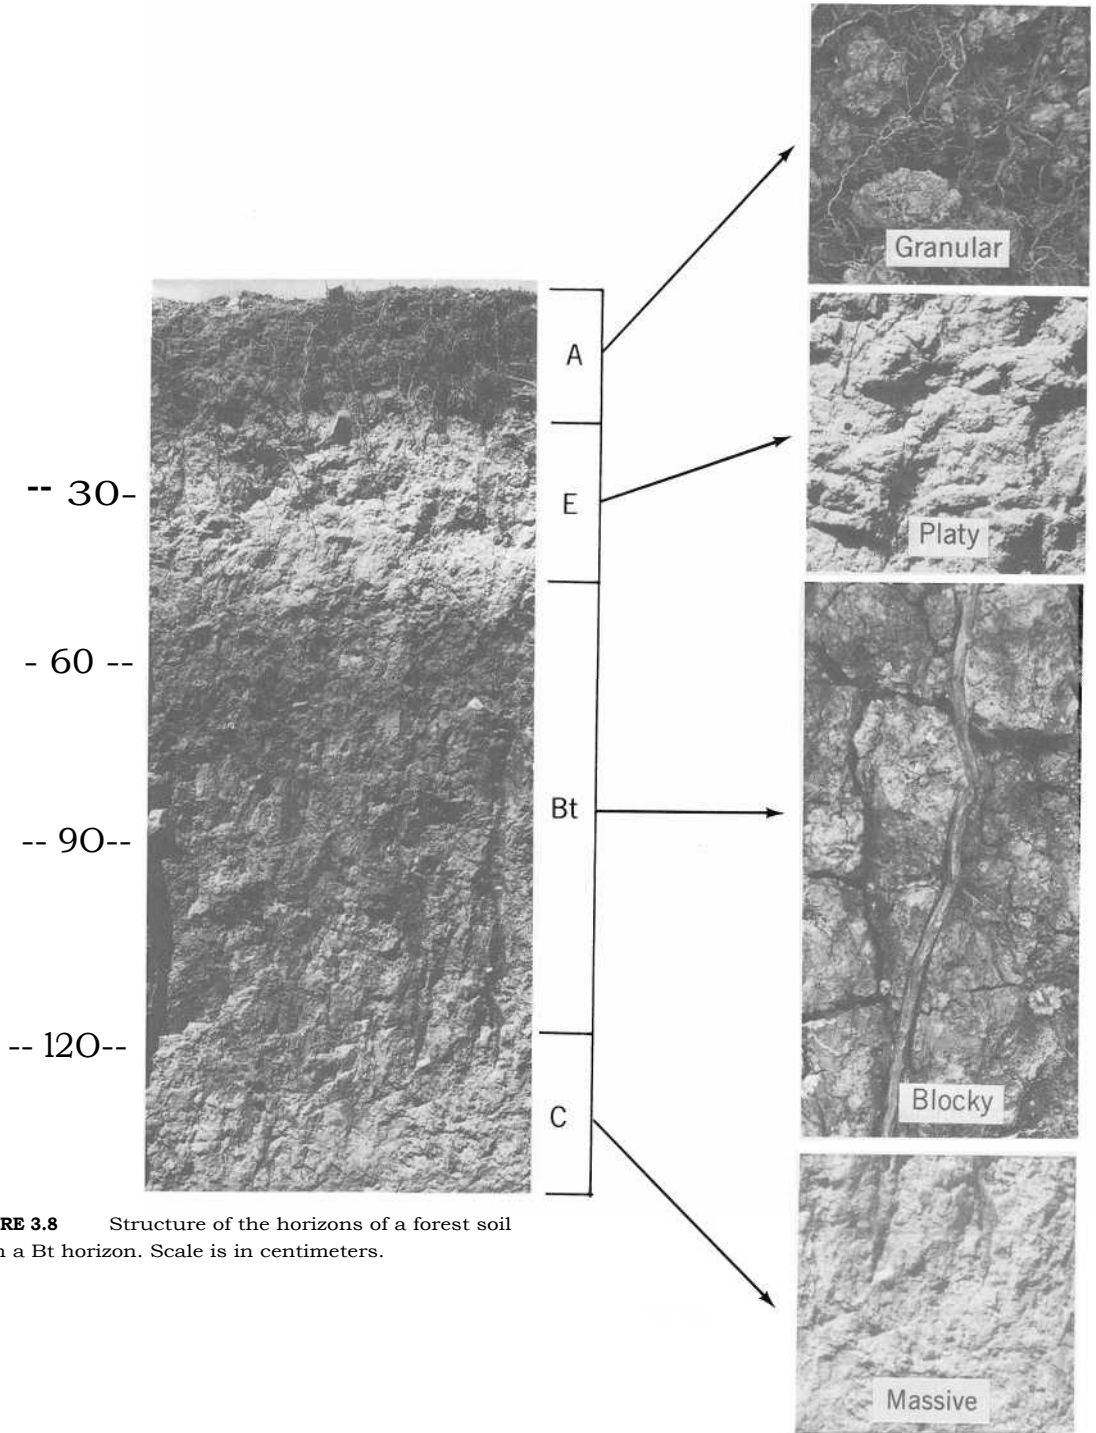 Granular
A
E
Platy
-- 30-
- 60 --
Bt
-- 90--
-- 120--
Blocky
C
RE 3.8 Structure of the horizons of a forest soil
a Bt horizon. Scale is in centimeters.
Massive